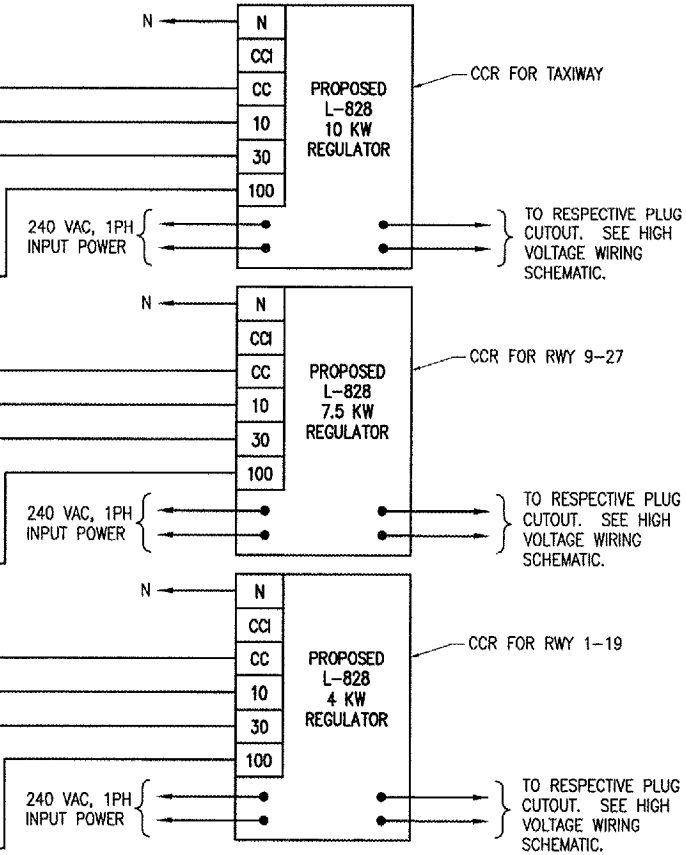 N
N
CCI
CC
10
30
100
PROPOSED
L-828
10 KW
REGULATOR
CCR FOR TAXIWAY
240 VAC, 1PH
INPUT POWER
TO RESPECTIVE PLUG
CUTOUT. SEE HIGH
VOLTAGE WIRING
SCHEMATIC.
N
N
CCI
CC
10
30
100
PROPOSED
L-828
7.5 KW
REGULATOR
CCR FOR RWY 9-27
240 VAC, 1PH
INPUT POWER
TO RESPECTIVE PLUG
CUTOUT. SEE HIGH
VOLTAGE WIRING
SCHEMATIC.
N
N
CCI
CC
10
30
100
PROPOSED
L-828
4 KW
REGULATOR
CCR FOR RWY 1-19
240 VAC, 1PH
INPUT POWER
TO RESPECTIVE PLUG
CUTOUT. SEE HIGH
VOLTAGE WIRING
SCHEMATIC.